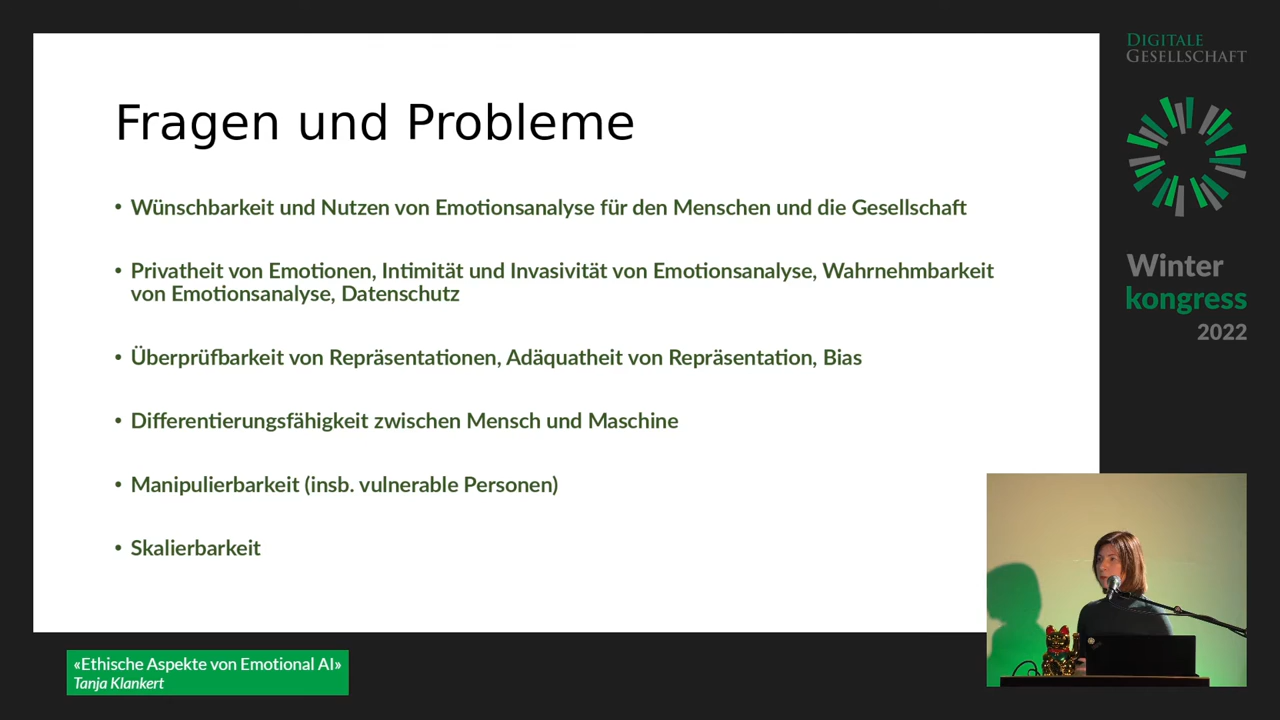 Fragen und Probleme
• Wünschbarkeit und Nutzen von Emotionsanalyse für den Menschen und die Gesellschaft
• Privatheit von Emotionen, Intimität und Invasivität von Emotionsanalyse, Wahrnehmbarkeit
von Emotionsanalyse, Datenschutz
• Überprüfbarkeit von Repräsentationen, Adäquatheit von Repräsentation, Bias
• Differentierungsfähigkeit zwischen Mensch und Maschine
• Manipulierbarkeit (insb. vulnerable Personen)
• Skalierbarkeit
DIGITALE
GESELLSCHAFT
Winter
kongress
2022
«Ethische Aspekte von Emotional AI»
Tanja Klankert